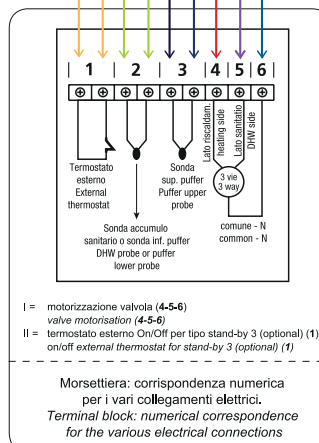 1 2 3 4 5 6
Lato riscaldam.
heating side
Lato sanitatio
DHW side
Termostato
esterno
External
thermostat
Sonda
sup. puffer
Puffer upper
probe
3 vie
3 way
Sonda accumulo
sanitario o sonda inf. puffer
DHW probe or puffer
lower probe
comune - N
common - N
I = motorizzazione valvola (4-5-6)
valve motorisation (4-5-6)
II = termostato esterno On/Off per tipo stand-by 3 (optional) (1)
on/off external thermostat for stand-by 3 (optional) (1)
Morsettiera: corrispondenza numerica
per i vari collegamenti elettrici.
Terminal block: numerical correspondence
for the various electrical connections